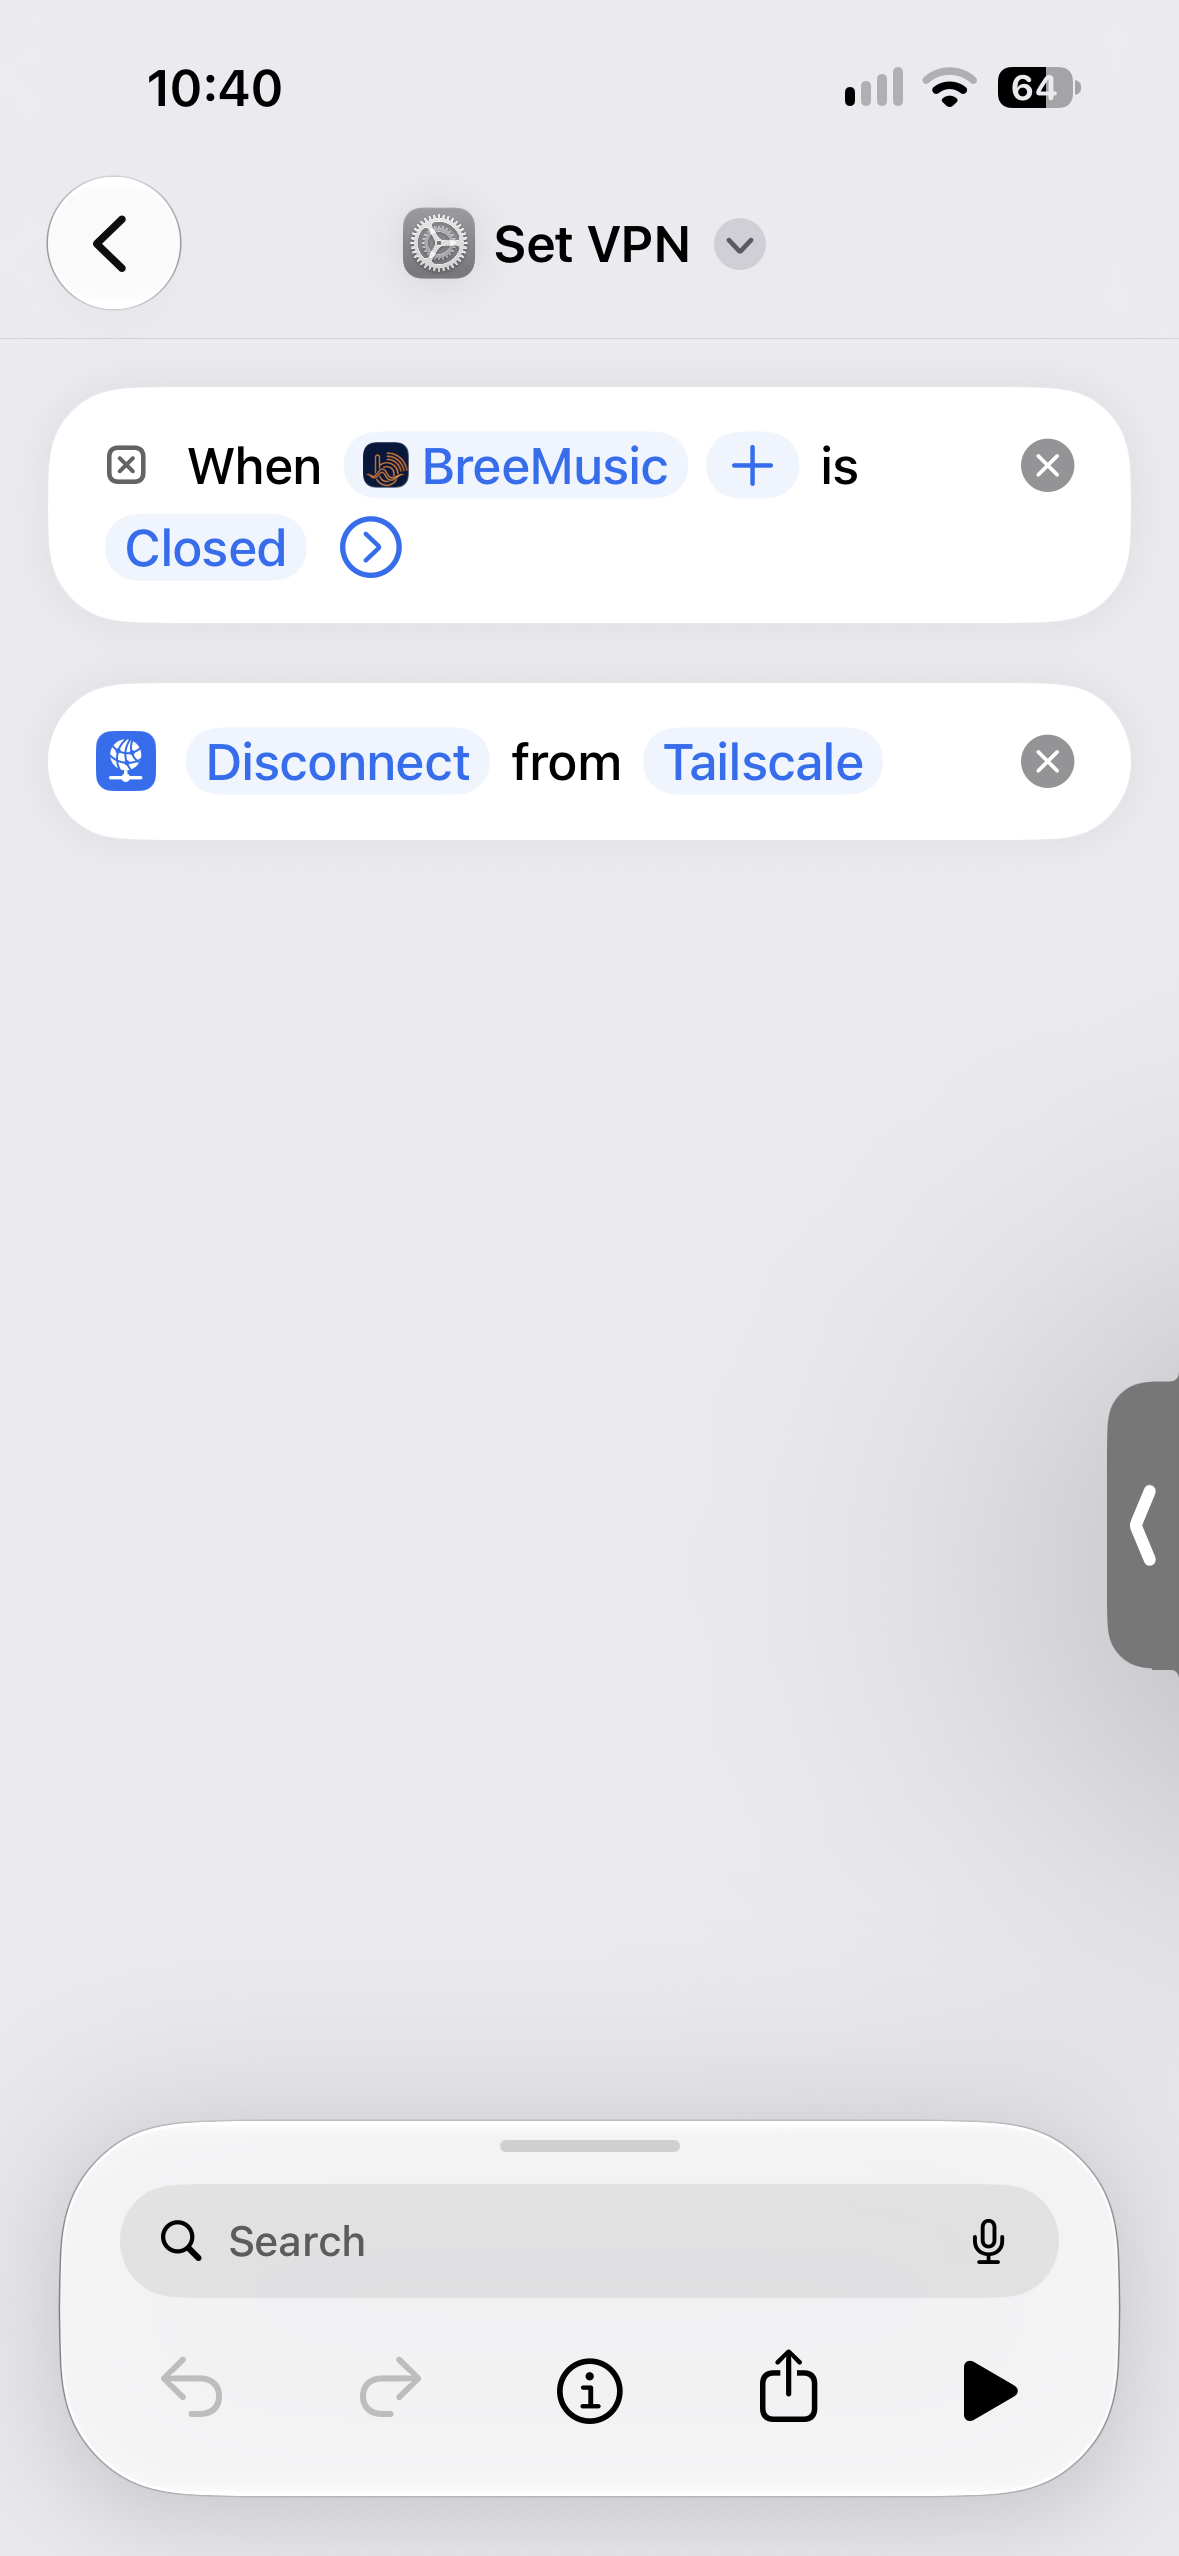 10:40
64
Set VPN
When BreeMusic is
Closed
Disconnect from Tailscale
Search